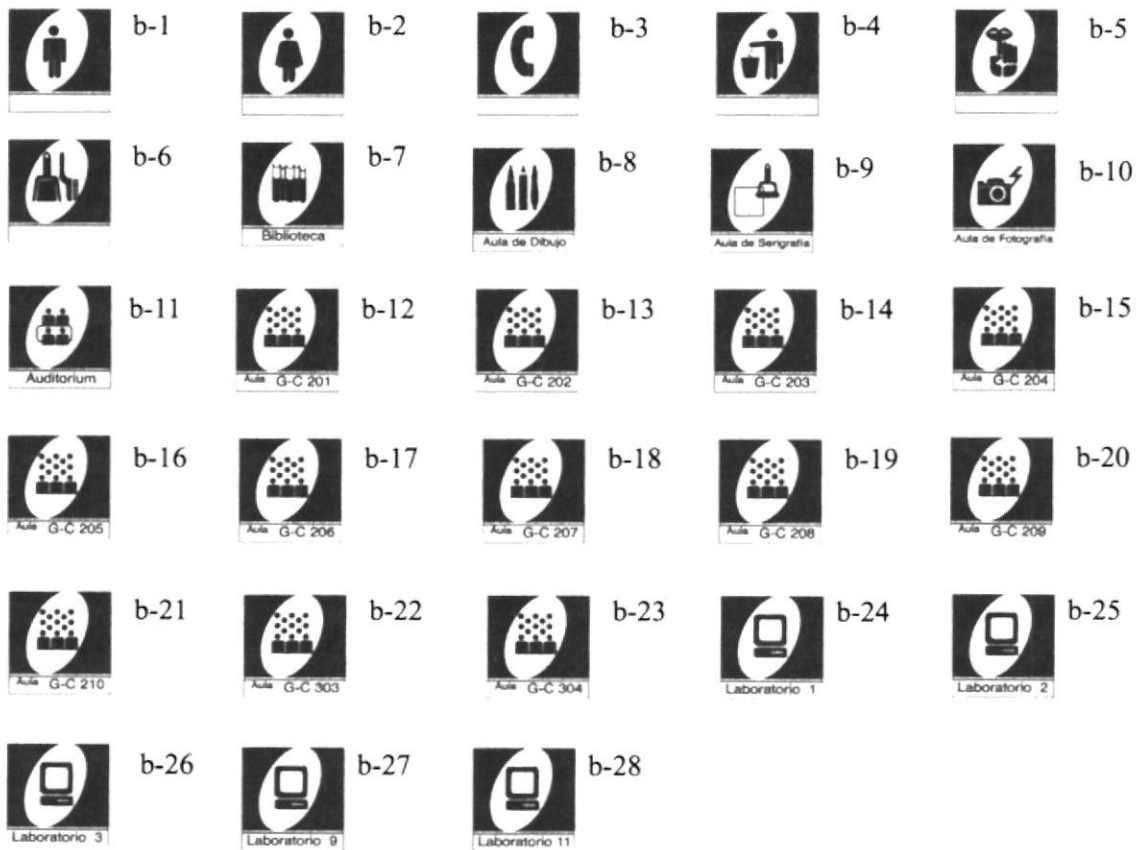 b-1
b-2
b-3
b-4
b-5
b-6
b-7
b-8
b-9
b-10
Biblioteca
Aula de Dibujo
Aula de Serigrafía
Aula de Fotografía
b-11
b-12
b-13
b-14
b-15
Auditorium
Aula G-C 201
Aula G-C 202
Aula G-C 203
Aula G-C 204
b-16
b-17
b-18
b-19
b-20
Aula G-C 205
Aula G-C 206
Aula G-C 207
Aula G-C 208
Aula G-C 209
b-21
b-22
b-23
b-24
b-25
Aula G-C 210
Aula G-C 303
Aula G-C 304
Laboratorio 1
Laboratorio 2
b-26
b-27
b-28
Laboratorio 3
Laboratorio 9
Laboratorio 11